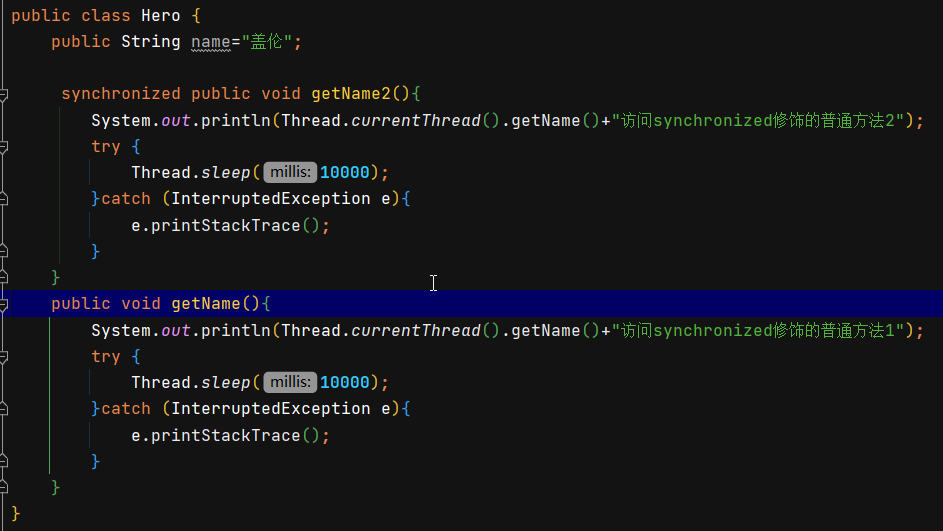 public class Hero {
    public String name="盖伦";
     synchronized public void getName2(){
        System.out.println(Thread.currentThread().getName()+"访问synchronized修饰的普通方法2");
        try {
            Thread.sleep( millis: 10000);
        }catch (InterruptedException e){
            e.printStackTrace();
        }
    }
    public void getName(){
        System.out.println(Thread.currentThread().getName()+"访问synchronized修饰的普通方法1");
        try {
            Thread.sleep( millis: 10000);
        }catch (InterruptedException e){
            e.printStackTrace();
        }
    }
}